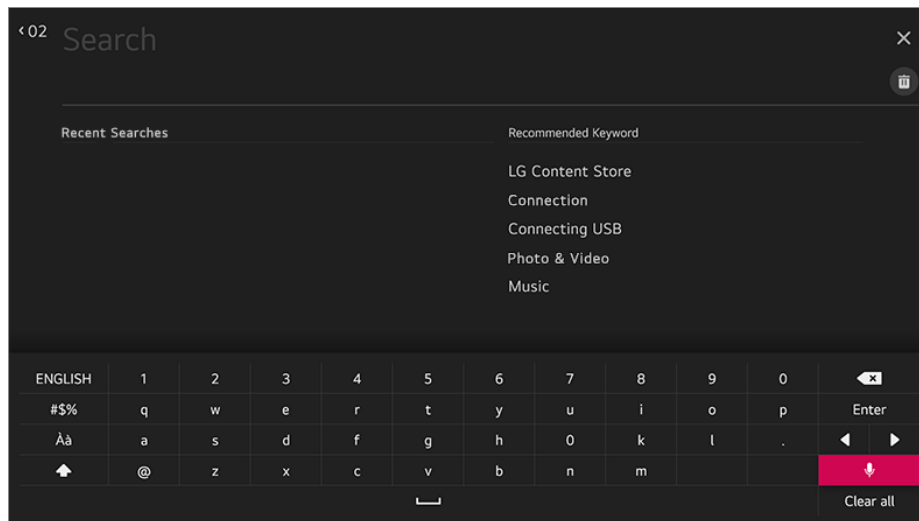 ‹02
Search
Recent Searches
Recommended Keyword
LG Content Store
Connection
Connecting USB
Photo & Video
Music
ENGLISH 1 2 3 4 5 6 7 8 9 0
#$% q w e r t y u i o p Enter
Àà a s d f g h 0 k l .
@ z x c v b n m
Clear all